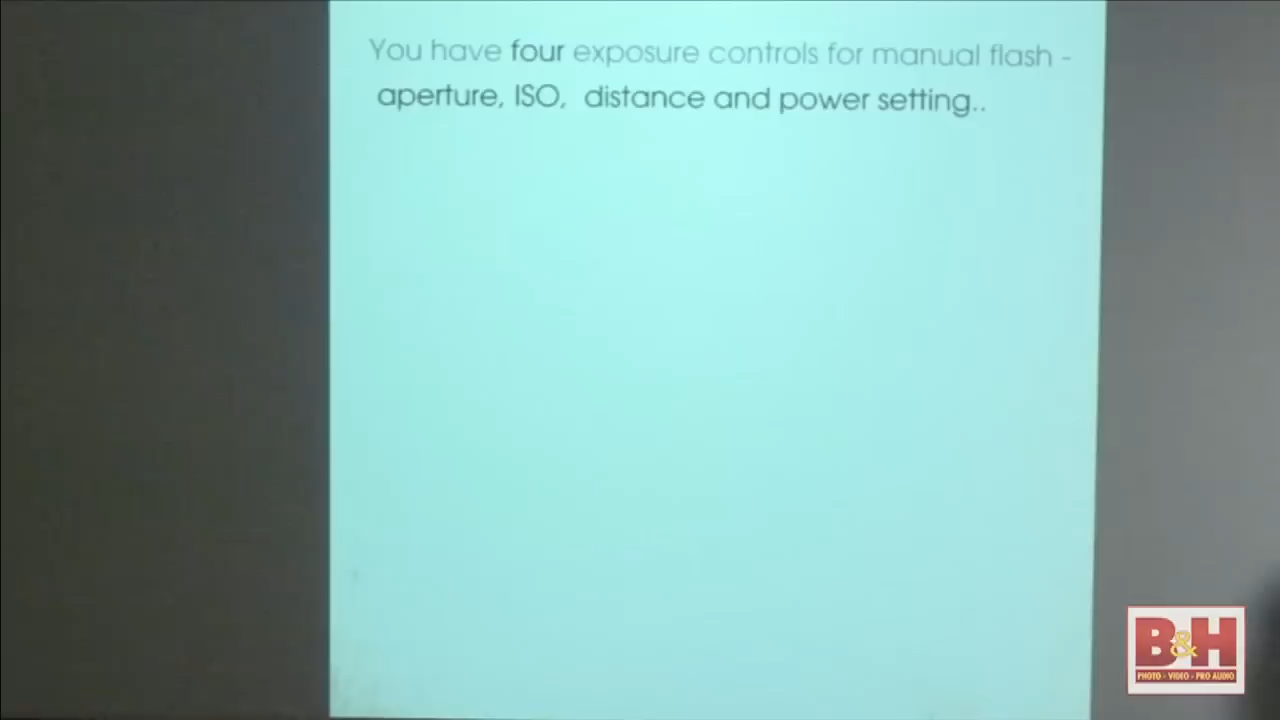 You have four exposure controls for manual flash -
aperture, ISO,  distance and power setting..
B&H
PHOTO - VIDEO - PRO AUDIO